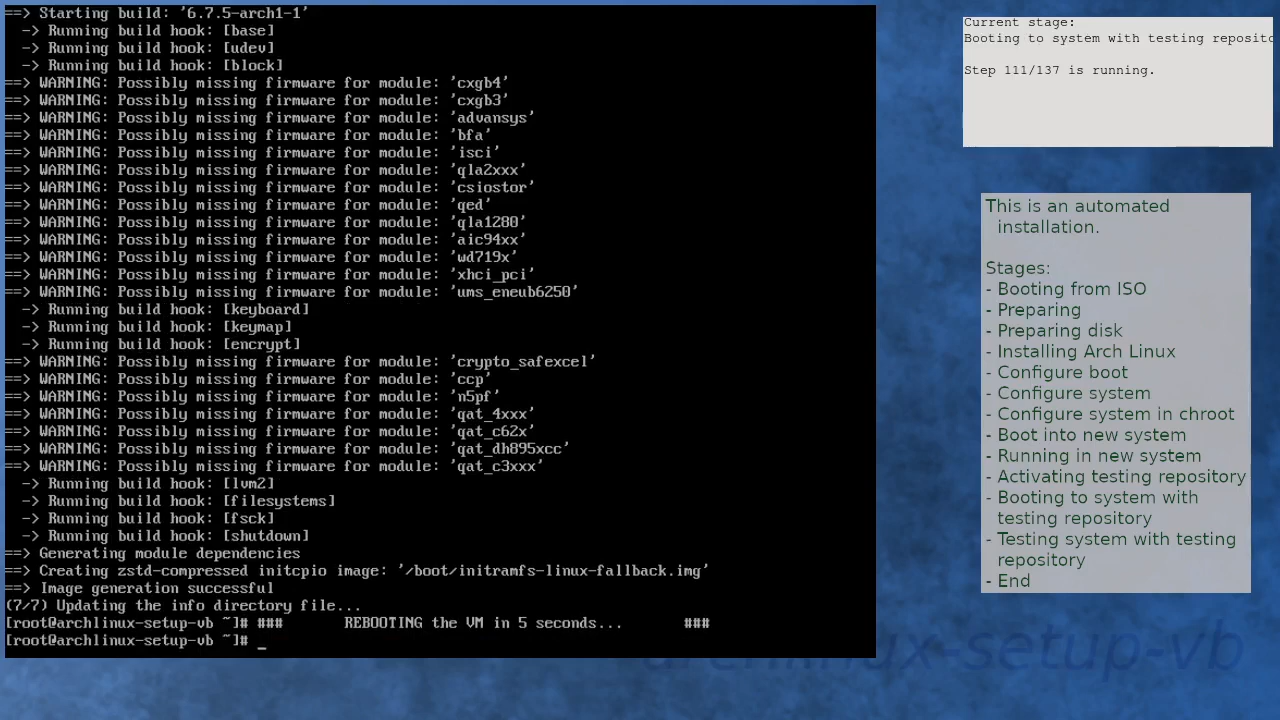 ==> Starting build: '6.7.5-arch1-1'
  -> Running build hook: [base]
  -> Running build hook: [udev]
  -> Running build hook: [block]
==> WARNING: Possibly missing firmware for module: 'cxgb4'
==> WARNING: Possibly missing firmware for module: 'cxgb3'
==> WARNING: Possibly missing firmware for module: 'advansys'
==> WARNING: Possibly missing firmware for module: 'bfa'
==> WARNING: Possibly missing firmware for module: 'isci'
==> WARNING: Possibly missing firmware for module: 'qla2xxx'
==> WARNING: Possibly missing firmware for module: 'csiostor'
==> WARNING: Possibly missing firmware for module: 'qed'
==> WARNING: Possibly missing firmware for module: 'qla1280'
==> WARNING: Possibly missing firmware for module: 'aic94xx'
==> WARNING: Possibly missing firmware for module: 'wd719x'
==> WARNING: Possibly missing firmware for module: 'xhci_pci'
==> WARNING: Possibly missing firmware for module: 'ums_eneub6250'
  -> Running build hook: [keyboard]
  -> Running build hook: [keymap]
  -> Running build hook: [encrypt]
==> WARNING: Possibly missing firmware for module: 'crypto_safexcel'
==> WARNING: Possibly missing firmware for module: 'ccp'
==> WARNING: Possibly missing firmware for module: 'n5pf'
==> WARNING: Possibly missing firmware for module: 'qat_4xxx'
==> WARNING: Possibly missing firmware for module: 'qat_c62x'
==> WARNING: Possibly missing firmware for module: 'qat_dh895xcc'
==> WARNING: Possibly missing firmware for module: 'qat_c3xxx'
  -> Running build hook: [lvm2]
  -> Running build hook: [filesystems]
  -> Running build hook: [fsck]
  -> Running build hook: [shutdown]
==> Generating module dependencies
==> Creating zstd-compressed initcpio image: '/boot/initramfs-linux-fallback.img'
==> Image generation successful
(7/7) Updating the info directory file...
[root@archlinux-setup-vb ~]# ###       REBOOTING the VM in 5 seconds...       ###
[root@archlinux-setup-vb ~]# _
Current stage:
Booting to system with testing reposito
Step 111/137 is running.
This is an automated
installation.
Stages:
- Booting from ISO
- Preparing
- Preparing disk
- Installing Arch Linux
- Configure boot
- Configure system
- Configure system in chroot
- Boot into new system
- Running in new system
- Activating testing repository
- Booting to system with
testing repository
- Testing system with testing
repository
- End
archlinux-setup-vb